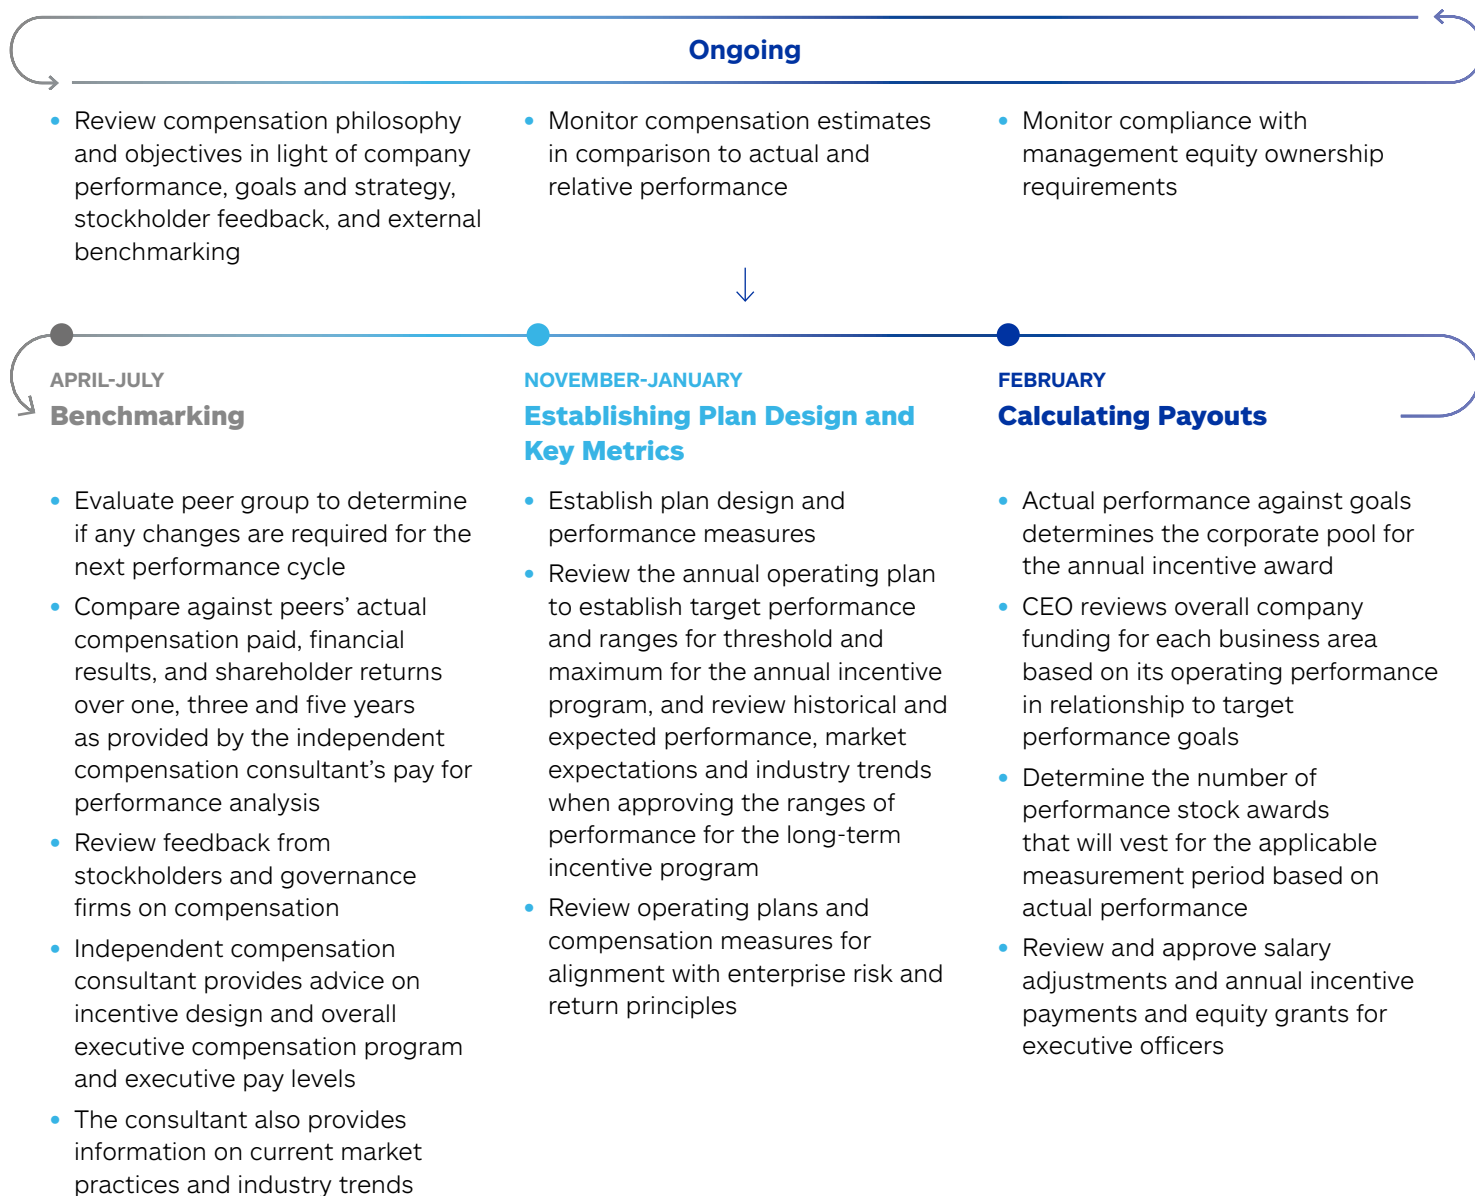 Ongoing
• Review compensation philosophy
and objectives in light of company
performance, goals and strategy,
stockholder feedback, and external
benchmarking
• Monitor compensation estimates
in comparison to actual and
relative performance
• Monitor compliance with
management equity ownership
requirements
APRIL-JULY
Benchmarking
• Evaluate peer group to determine
if any changes are required for the
next performance cycle
• Compare against peers’ actual
compensation paid, financial
results, and shareholder returns
over one, three and five years
as provided by the independent
compensation consultant’s pay for
performance analysis
• Review feedback from
stockholders and governance
firms on compensation
• Independent compensation
consultant provides advice on
incentive design and overall
executive compensation program
and executive pay levels
• The consultant also provides
information on current market
practices and industry trends
NOVEMBER-JANUARY
Establishing Plan Design and
Key Metrics
• Establish plan design and
performance measures
• Review the annual operating plan
to establish target performance
and ranges for threshold and
maximum for the annual incentive
program, and review historical and
expected performance, market
expectations and industry trends
when approving the ranges of
performance for the long-term
incentive program
• Review operating plans and
compensation measures for
alignment with enterprise risk and
return principles
FEBRUARY
Calculating Payouts
• Actual performance against goals
determines the corporate pool for
the annual incentive award
• CEO reviews overall company
funding for each business area
based on its operating performance
in relationship to target
performance goals
• Determine the number of
performance stock awards
that will vest for the applicable
measurement period based on
actual performance
• Review and approve salary
adjustments and annual incentive
payments and equity grants for
executive officers